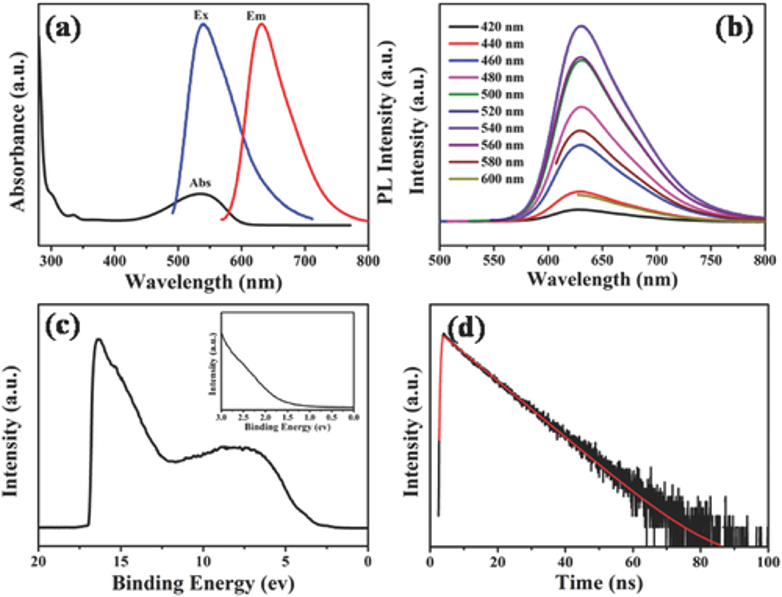 (a)
Ex
Em
Abs
Absorbance (a.u.)
PL Intensity (a.u.)
300 400 500 600 700 800
Wavelength (nm)
(b)
420 nm
440 nm
460 nm
480 nm
500 nm
520 nm
540 nm
560 nm
580 nm
600 nm
Intensity (a.u.)
500 550 600 650 700 750 800
Wavelength (nm)
(c)
Intensity (a.u.)
3.0 2.5 2.0 1.5 1.0 0.5 0.0
Binding Energy (ev)
Intensity (a.u.)
20 15 10 5 0
Binding Energy (ev)
(d)
Intensity (a.u.)
0 20 40 60 80 100
Time (ns)